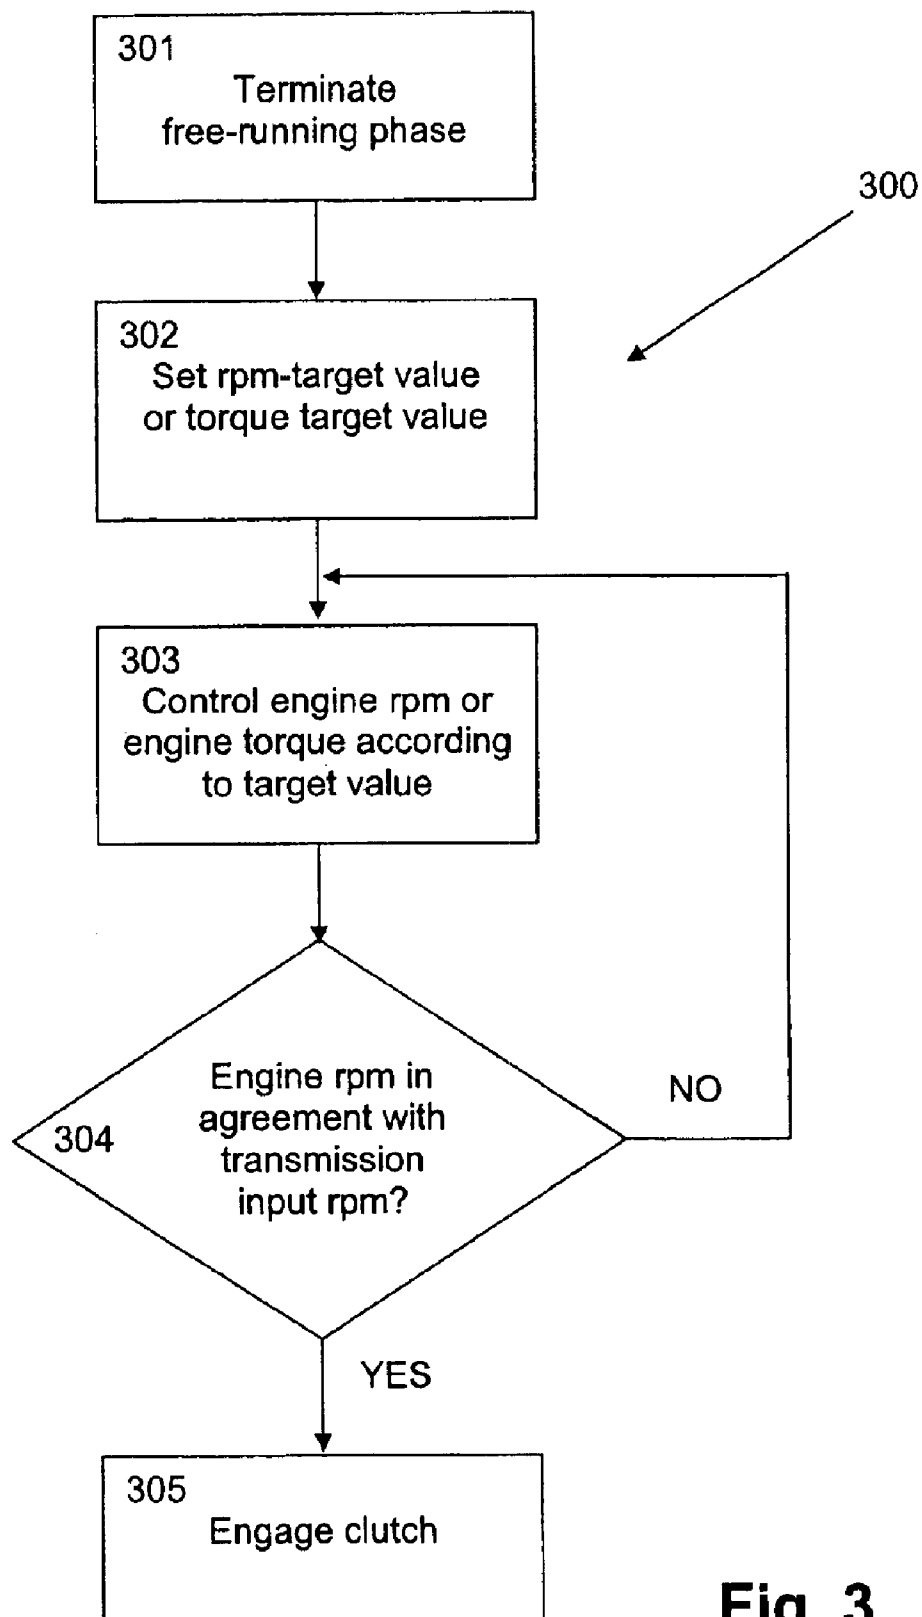 301
Terminate
free-running phase
300
302
Set rpm-target value
or torque target value
303
Control engine rpm or
engine torque according
to target value
304
Engine rpm in
agreement with
transmission
input rpm?
NO
YES
305
Engage clutch
Fig. 3